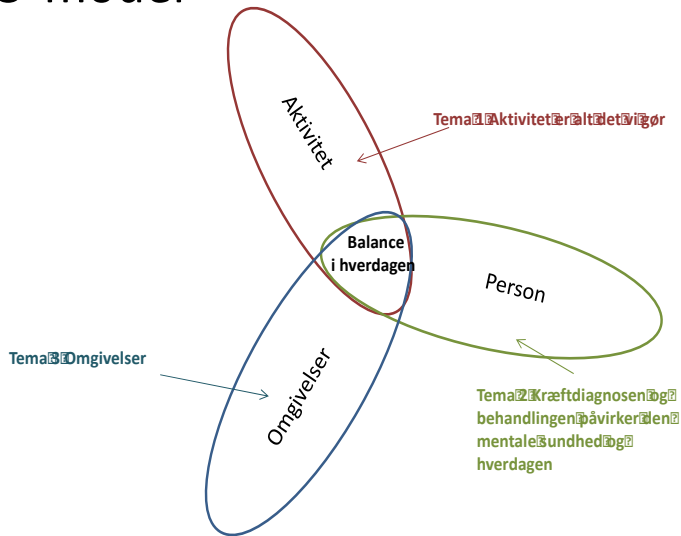 model
Aktivitet
Tema 1 Aktivitet er alt det vi gør
Balance
i hverdagen
Person
Tema 3 Omgivelser
Omgivelser
Tema 2 Kræftdiagnosen og
behandlingen påvirker den
mentale sundhed og
hverdagen